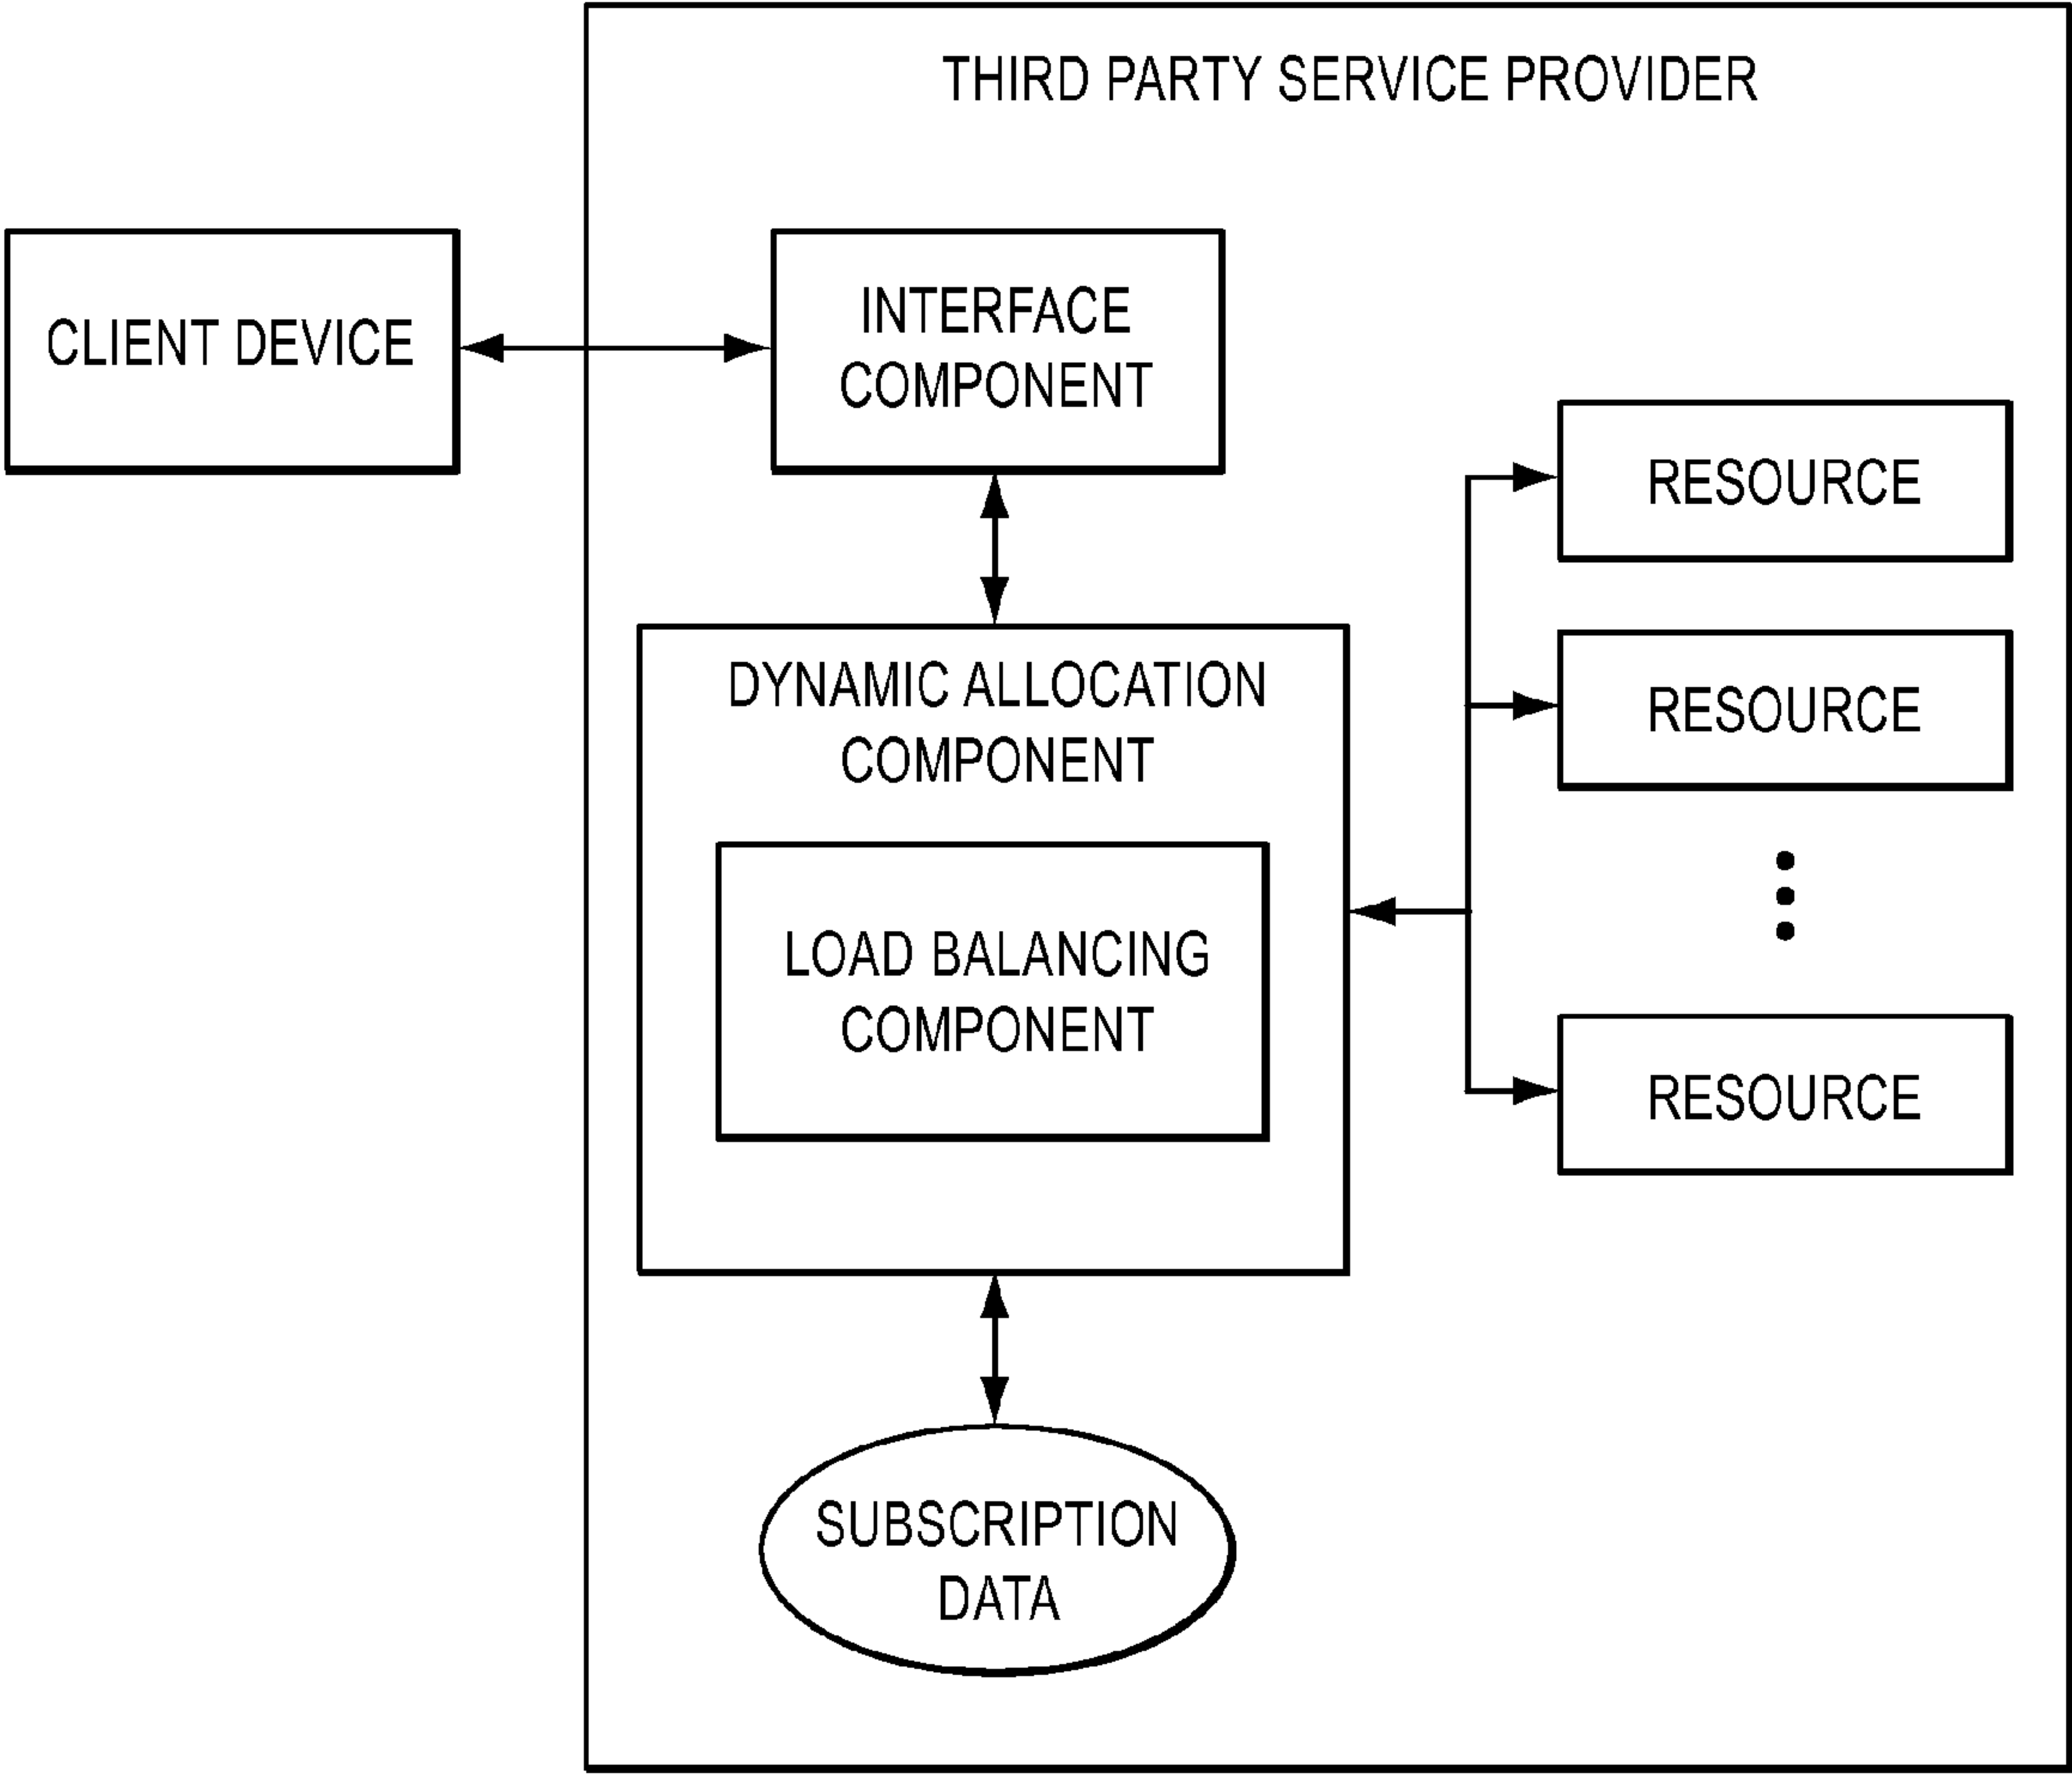 THIRD PARTY SERVICE PROVIDER
CLIENT DEVICE
INTERFACE
COMPONENT
DYNAMIC ALLOCATION
COMPONENT
LOAD BALANCING
COMPONENT
RESOURCE
RESOURCE
RESOURCE
SUBSCRIPTION
DATA